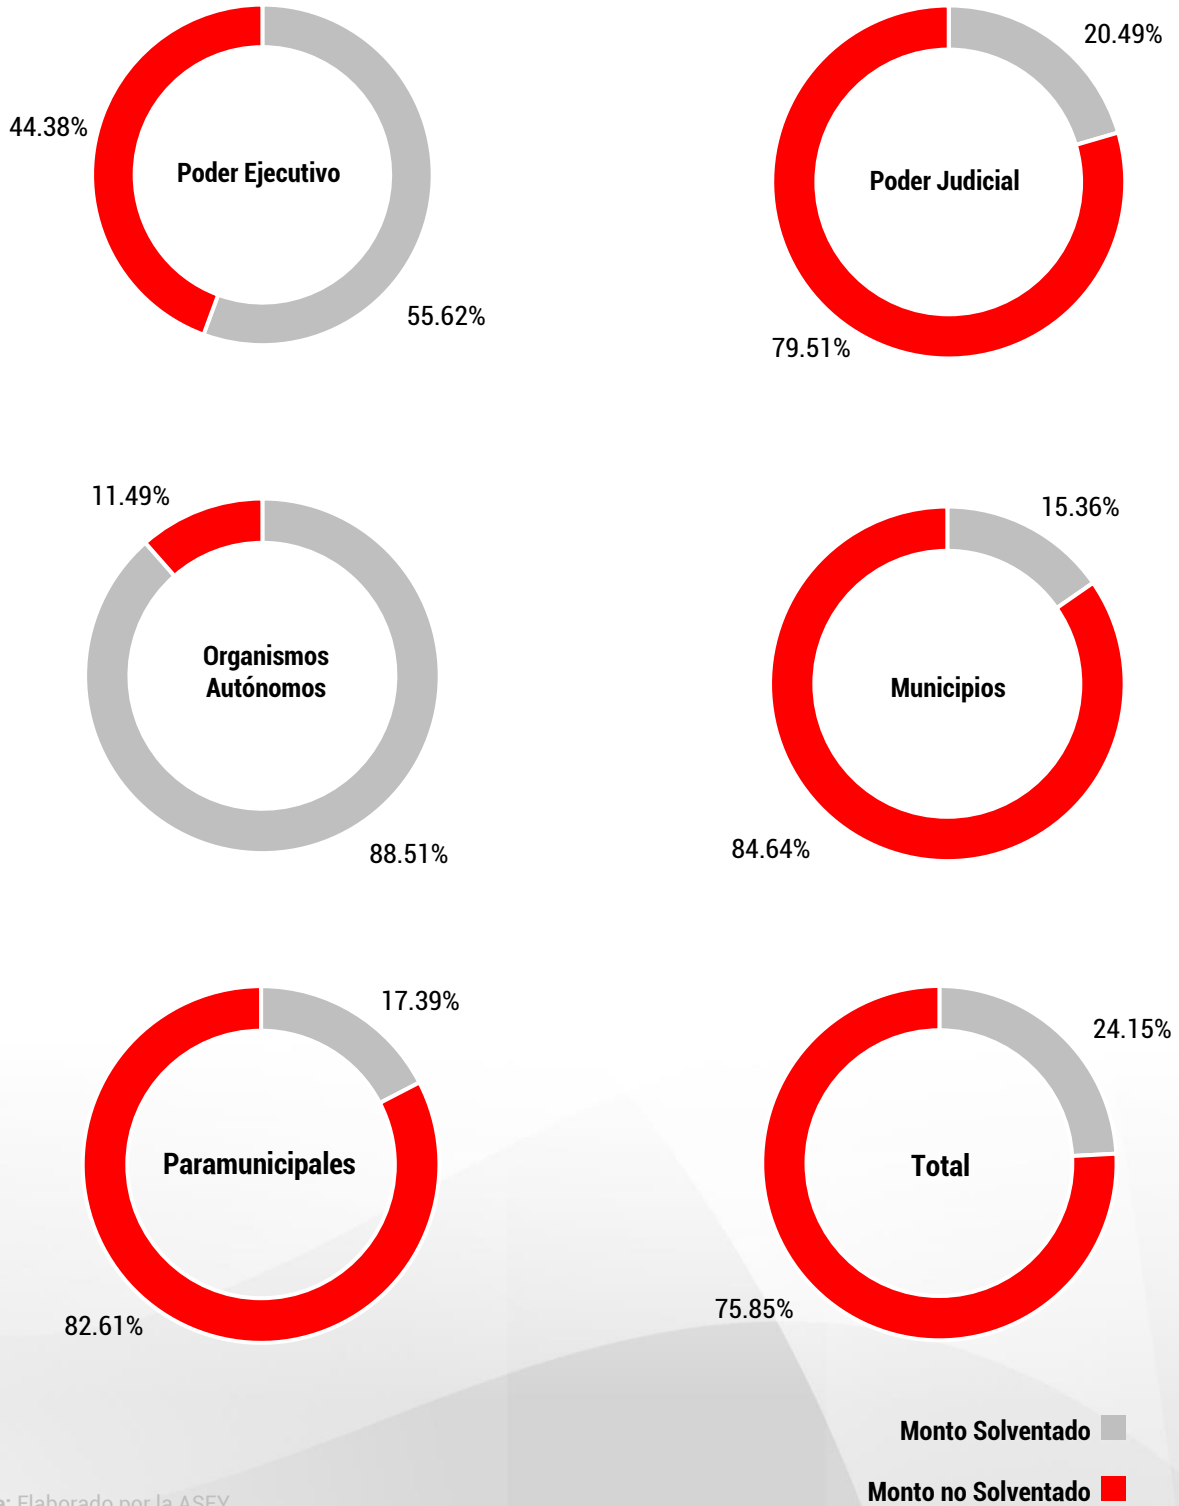 20.49%
44.38%
Poder Ejecutivo
Poder Judicial
55.62%
79.51%
11.49%
15.36%
Organismos
Autónomos
Municipios
88.51%
84.64%
17.39%
24.15%
Paramunicipales
Total
82.61%
75.85%
Monto Solventado
Monto no Solventado
Elaborado por la ASEY